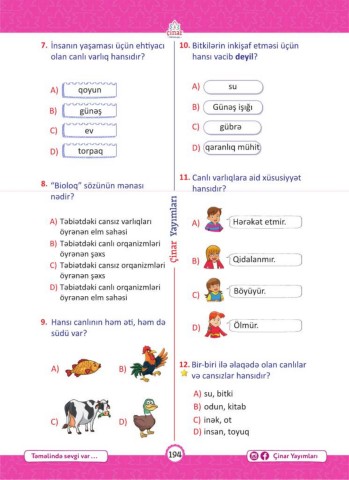 çinar
7. İnsanın yaşaması üçün ehtiyacı
olan canlı varlıq hansıdır?
A) qoyun
B) günəş
C) ev
D) torpaq
8. "Bioloq" sözünün mənası
nədir?
A) Təbiətdəki cansız varlıqları
öyrənən elm sahəsi
B) Təbiətdəki canlı orqanizmləri
öyrənən şəxs
C) Təbiətdəki cansız orqanizmləri
öyrənən şəxs
D) Təbiətdəki canlı orqanizmləri
öyrənən elm sahəsi
9. Hansı canlının həm əti, həm də
südü var?
A)
B)
C)
D)
Çinar Yayımları
10. Bitkilərin inkişaf etməsi üçün
hansı vacib deyil?
A) su
B) Günəş işığı
C) gübrə
D) qaranlıq mühit
11. Canlı varlıqlara aid xüsusiyyət
hansıdır?
A) Hərəkət etmir.
B) Qidalanmır.
C) Böyüyür.
D) Ölmür.
12. Bir-biri ilə əlaqədə olan canlılar
və cansızlar hansıdır?
A) su, bitki
B) odun, kitab
C) inək, ot
D) insan, toyuq
Təməlində sevgi var...
194
Çinar Yayımları